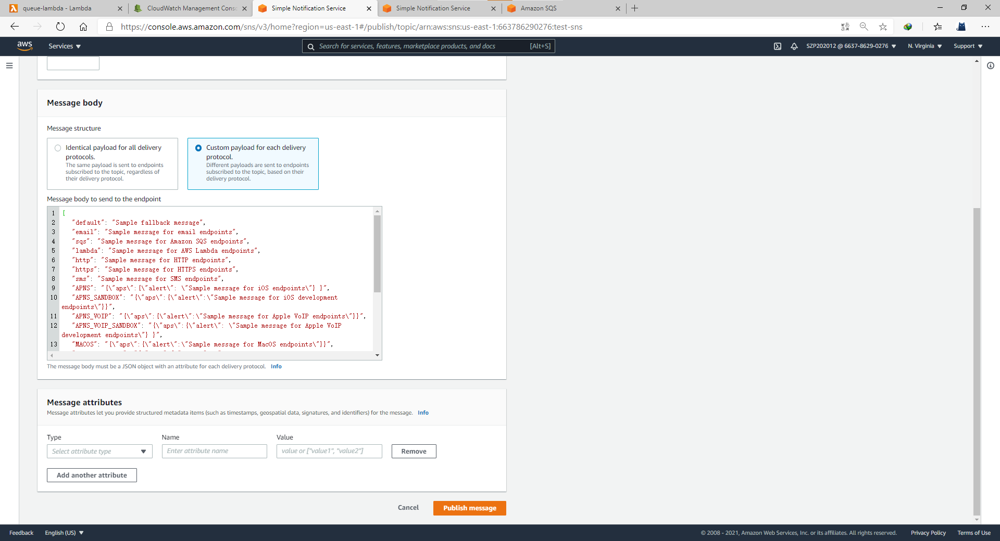 queue-lambda - Lambda
CloudWatch Management Consc
Simple Notification Service
Simple Notification Service
Amazon SQS
https://console.aws.amazon.com/sns/v3/home?region=us-east-1#/publish/topic/arn:aws:sns:us-east-1:663786290276:test-sns
aws
Services
Search for services, features, marketplace products, and docs
[Alt+S]
SZP202012 @ 6637-8629-0276
N. Virginia
Support
Message body
Message structure
Identical payload for all delivery
protocols.
The same payload is sent to endpoints
subscribed to the topic, regardless of
their delivery protocol.
Custom payload for each delivery
protocol.
Different payloads are sent to endpoints
subscribed to the topic, based on their
delivery protocol.
Message body to send to the endpoint
1 {
2 "default": "Sample fallback message",
3 "email": "Sample message for email endpoints",
4 "sqs": "Sample message for Amazon SQS endpoints",
5 "lambda": "Sample message for AWS Lambda endpoints",
6 "http": "Sample message for HTTP endpoints",
7 "https": "Sample message for HTTPS endpoints",
8 "sms": "Sample message for SMS endpoints",
9 "APNS": "{\"aps\":{\"alert\": \"Sample message for iOS endpoints\"} }",
10 "APNS_SANDBOX": "{\"aps\":{\"alert\":\"Sample message for iOS development
endpoints\"}}",
11 "APNS_VOIP": "{\"aps\":{\"alert\":\"Sample message for Apple VoIP endpoints\"}}",
12 "APNS_VOIP_SANDBOX": "{\"aps\":{\"alert\": \"Sample message for Apple VoIP
development endpoints\"} }",
13 "MACOS": "{\"aps\":{\"alert\":\"Sample message for MacOS endpoints\"}}",
The message body must be a JSON object with an attribute for each delivery protocol. Info
Message attributes
Message attributes let you provide structured metadata items (such as timestamps, geospatial data, signatures, and identifiers) for the message. Info
Type
Name
Value
Select attribute type
Enter attribute name
value or ["value1", "value2"]
Remove
Add another attribute
Cancel
Publish message
Feedback
English (US)
© 2008 - 2021, Amazon Web Services, Inc. or its affiliates. All rights reserved.
Privacy Policy
Terms of Use